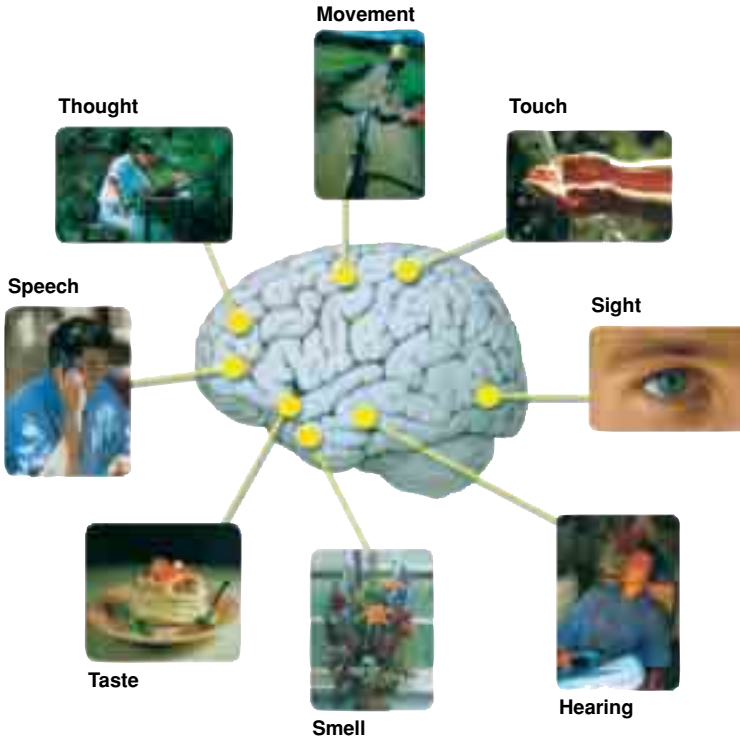 Movement
Thought
Touch
Speech
Sight
Taste
Smell
Hearing